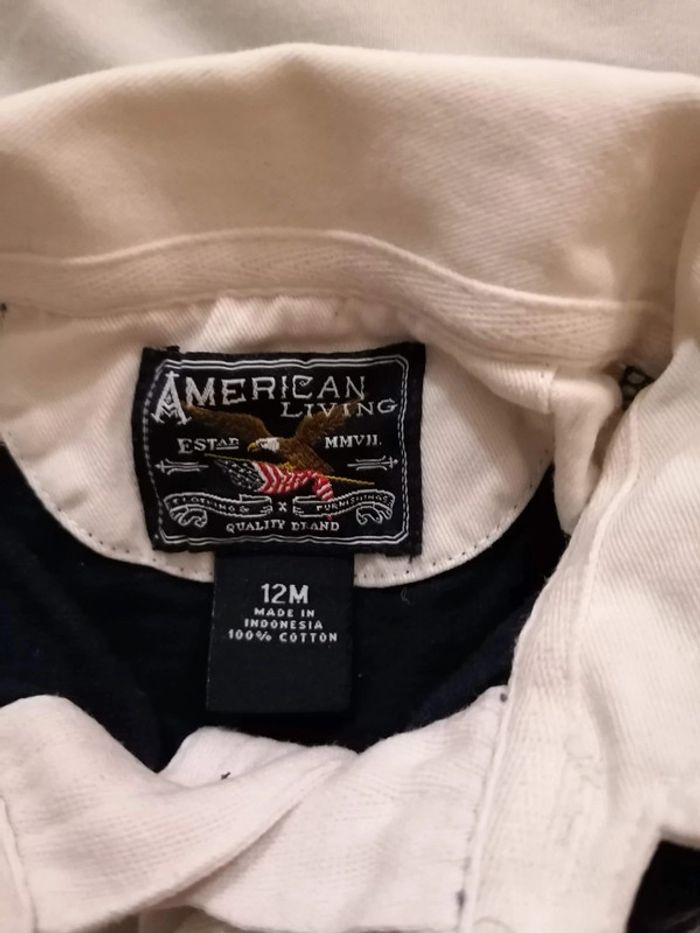 AMERICAN
LIVING
ESTAB MMVII.
CLOTHING & X FURNISHINGS
QUALITY BRAND
12M
MADE IN
INDONESIA
100% COTTON